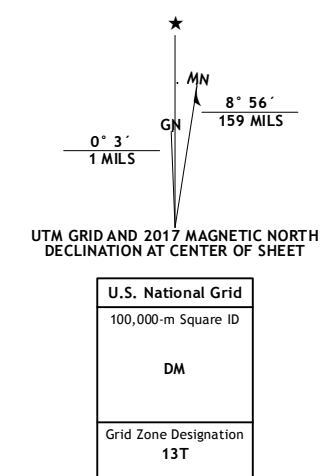 ★
MN
GN
8° 56´
159 MILS
0° 3´
1 MILS
UTM GRID AND 2017 MAGNETIC NORTH
DECLINATION AT CENTER OF SHEET
U.S. National Grid
100,000-m Square ID
DM
Grid Zone Designation
13T